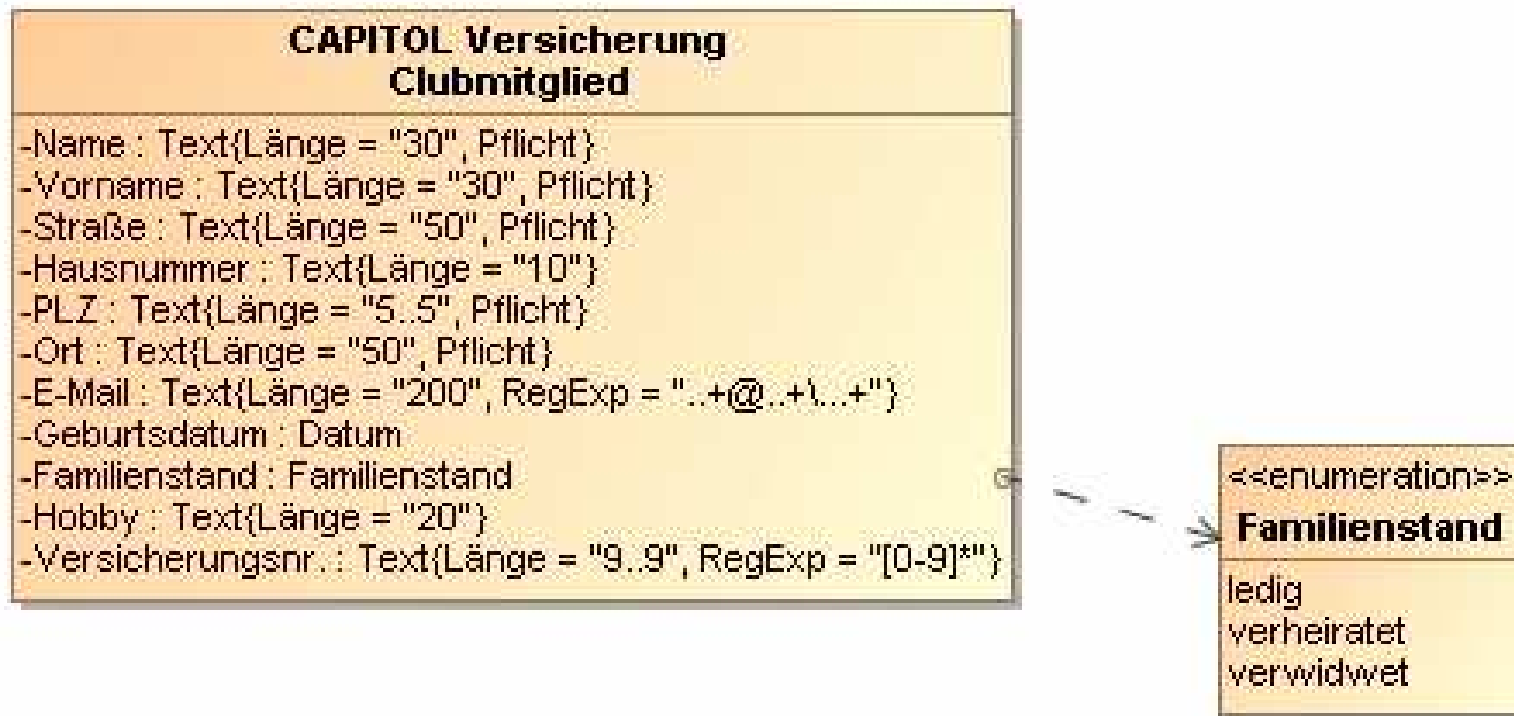 CAPITOL Versicherung
Clubmitglied
-Name : Text{Länge = "30", Pflicht}
-Vorname : Text{Länge = "30", Pflicht}
-Straße : Text{Länge = "50", Pflicht}
-Hausnummer : Text{Länge = "10"}
-PLZ : Text{Länge = "5..5", Pflicht}
-Ort : Text{Länge = "50", Pflicht}
-E-Mail : Text{Länge = "200", RegExp = "..+@..+\...+"}
-Geburtsdatum : Datum
-Familienstand : Familienstand
-Hobby : Text{Länge = "20"}
-Versicherungsnr. : Text{Länge = "9..9", RegExp = "[0-9]*"}
<<enumeration>>
Familienstand
ledig
verheiratet
verwidwet